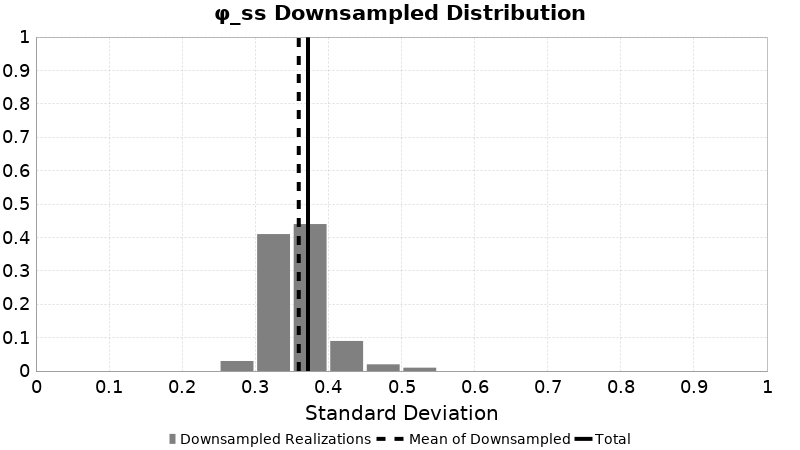 φ_ss Downsampled Distribution
1
0.9
0.8
0.7
0.6
0.5
0.4
0.3
0.2
0.1
0
0 0.1 0.2 0.3 0.4 0.5 0.6 0.7 0.8 0.9 1
Standard Deviation
Downsampled Realizations Mean of Downsampled Total